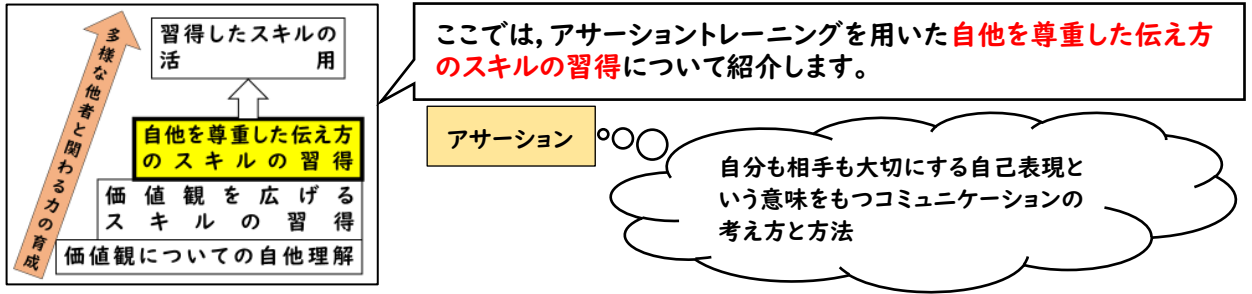 多様な他者と関わる力の育成
習得したスキルの
活用
自他を尊重した伝え方
のスキルの習得
価値観を広げる
スキルの習得
価値観についての自他理解
ここでは,アサーショントレーニングを用いた自他を尊重した伝え方
のスキルの習得について紹介します。
アサーション
自分も相手も大切にする自己表現と
いう意味をもつコミュニケーションの
考え方と方法